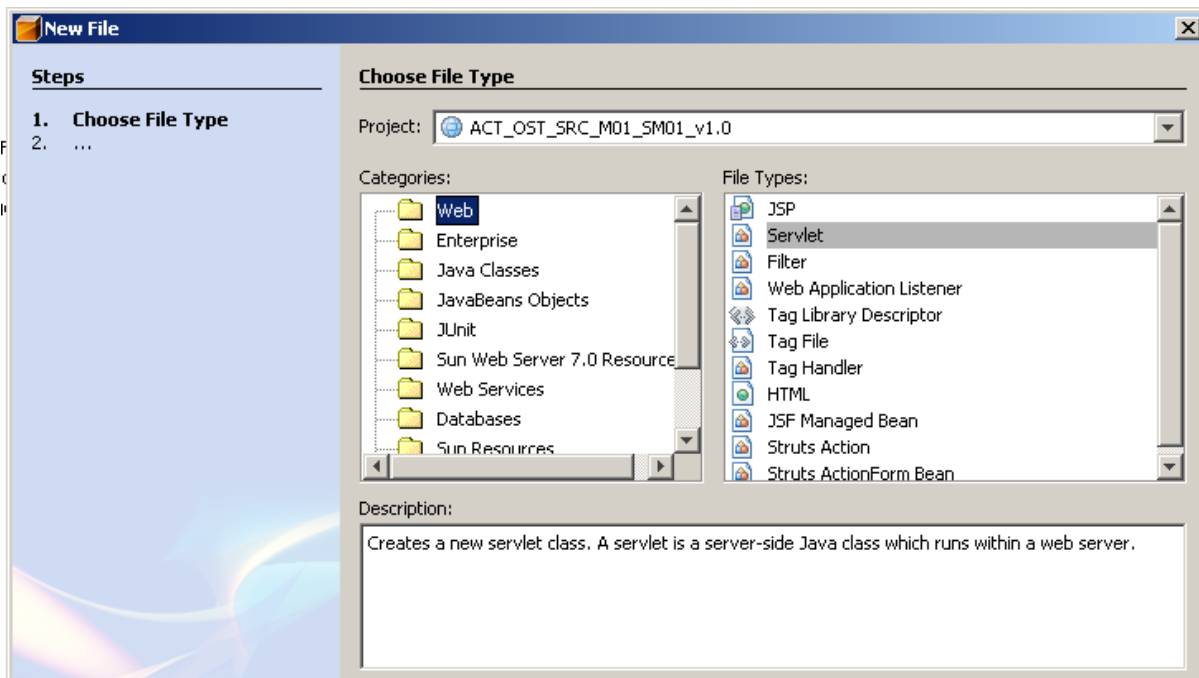 New File
Steps
1. Choose File Type
2. ...
Choose File Type
Project: ACT_OST_SRC_M01_SM01_v1.0
Categories:
Web
Enterprise
Java Classes
JavaBeans Objects
JUnit
Sun Web Server 7.0 Resource
Web Services
Databases
Sun Resources
File Types:
JSP
Servlet
Filter
Web Application Listener
Tag Library Descriptor
Tag File
Tag Handler
HTML
JSF Managed Bean
Struts Action
Struts ActionForm Bean
Description:
Creates a new servlet class. A servlet is a server-side Java class which runs within a web server.